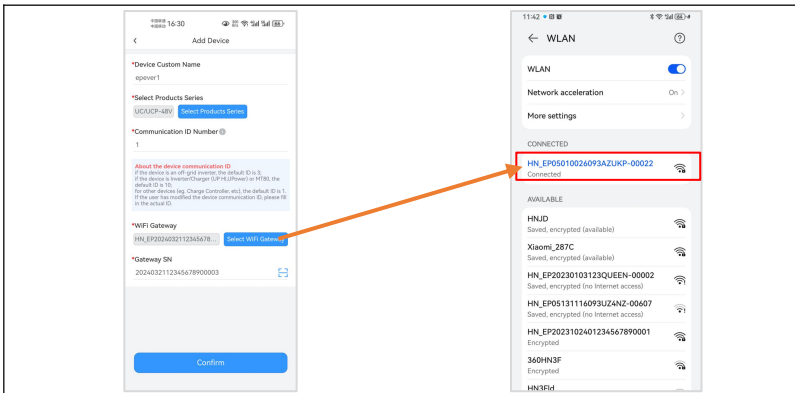 16:30
Add Device
*Device Custom Name
epever1
*Select Products Series
UC/UCP-48V Select Products Series
*Communication ID Number
1
About the device communication ID
If the device is an off-grid inverter, the default ID is 3;
If the device is Inverter/Charger (UP Hi,UPower) or MT80, the
default ID is 10;
for other devices (eg. Charge Controller, etc), the default ID is 1.
If the user has modified the device communication ID, please fill
in the actual ID.
*WiFi Gateway
HN_EP2024032112345678... Select WiFi Gateway
*Gateway SN
2024032112345678900003
Confirm
11:42
WLAN
WLAN
Network acceleration On
More settings
CONNECTED
HN_EP05010026093AZUKP-00022
Connected
AVAILABLE
HNJD
Saved, encrypted (available)
Xiaomi_287C
Saved, encrypted (available)
HN_EP20230103123QUEEN-00002
Saved, encrypted (no Internet access)
HN_EP05131116093UZ4NZ-00607
Saved, encrypted (no Internet access)
HN_EP2023102401234567890001
Encrypted
360HN3F
Encrypted
HN3Fld